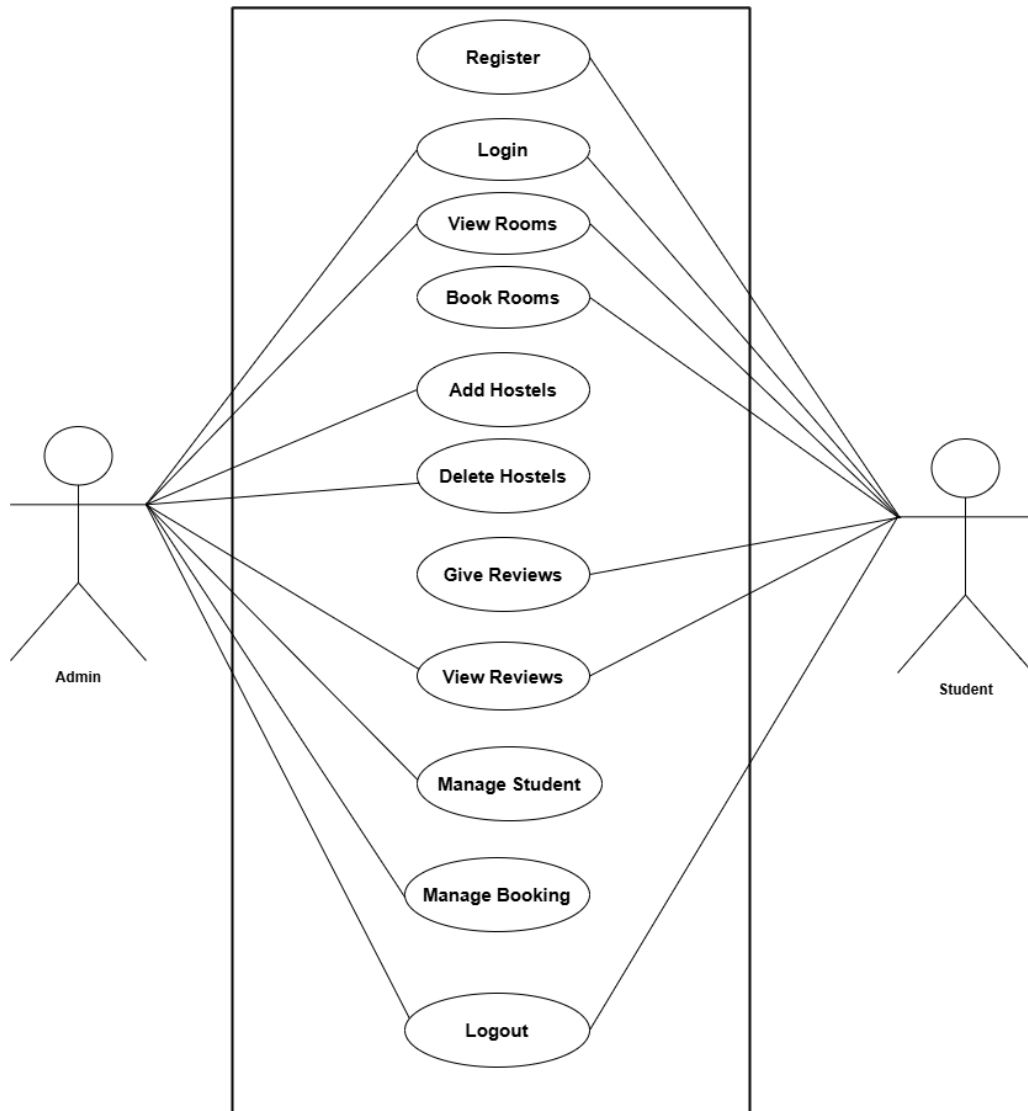 Register
Login
View Rooms
Book Rooms
Add Hostels
Delete Hostels
Give Reviews
View Reviews
Admin
Student
Manage Student
Manage Booking
Logout